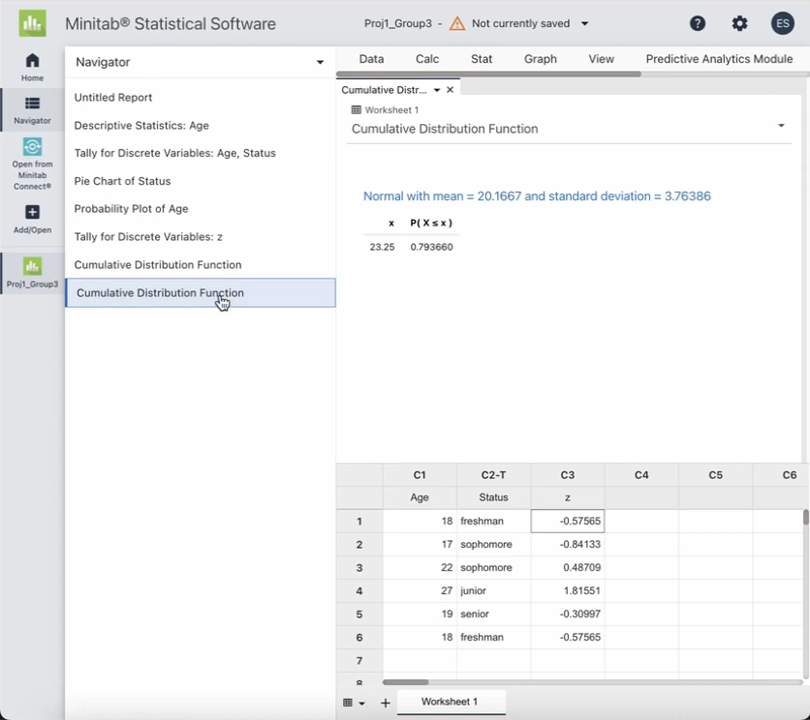 Minitab® Statistical Software
Proj1_Group3 - Not currently saved
ES
Home
Navigator
Open from
Minitab
Connect®
Add/Open
Proj1_Group3
Navigator
Untitled Report
Descriptive Statistics: Age
Tally for Discrete Variables: Age, Status
Pie Chart of Status
Probability Plot of Age
Tally for Discrete Variables: z
Cumulative Distribution Function
Cumulative Distribution Function
Data Calc Stat Graph View Predictive Analytics Module
Cumulative Distr...
Worksheet 1
Cumulative Distribution Function
Normal with mean = 20.1667 and standard deviation = 3.76386
x P( X ≤ x )
23.25 0.793660
C1 C2-T C3 C4 C5 C6
Age Status z
1 18 freshman -0.57565
2 17 sophomore -0.84133
3 22 sophomore 0.48709
4 27 junior 1.81551
5 19 senior -0.30997
6 18 freshman -0.57565
7
8
Worksheet 1